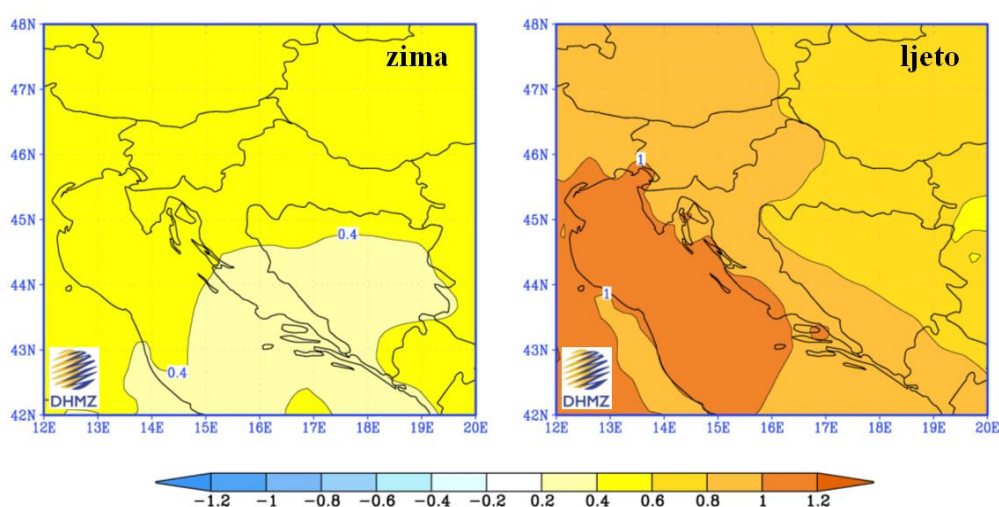 zima
48N
47N
46N
45N
44N
43N
42N
0.4
0.4
DHMZ
12E 13E 14E 15E 16E 17E 18E 19E 20E
ljeto
48N
47N
46N
45N
44N
43N
42N
1
1
DHMZ
12E 13E 14E 15E 16E 17E 18E 19E 20E
−1.2 −1 −0.8 −0.6 −0.4 −0.2 0.2 0.4 0.6 0.8 1 1.2